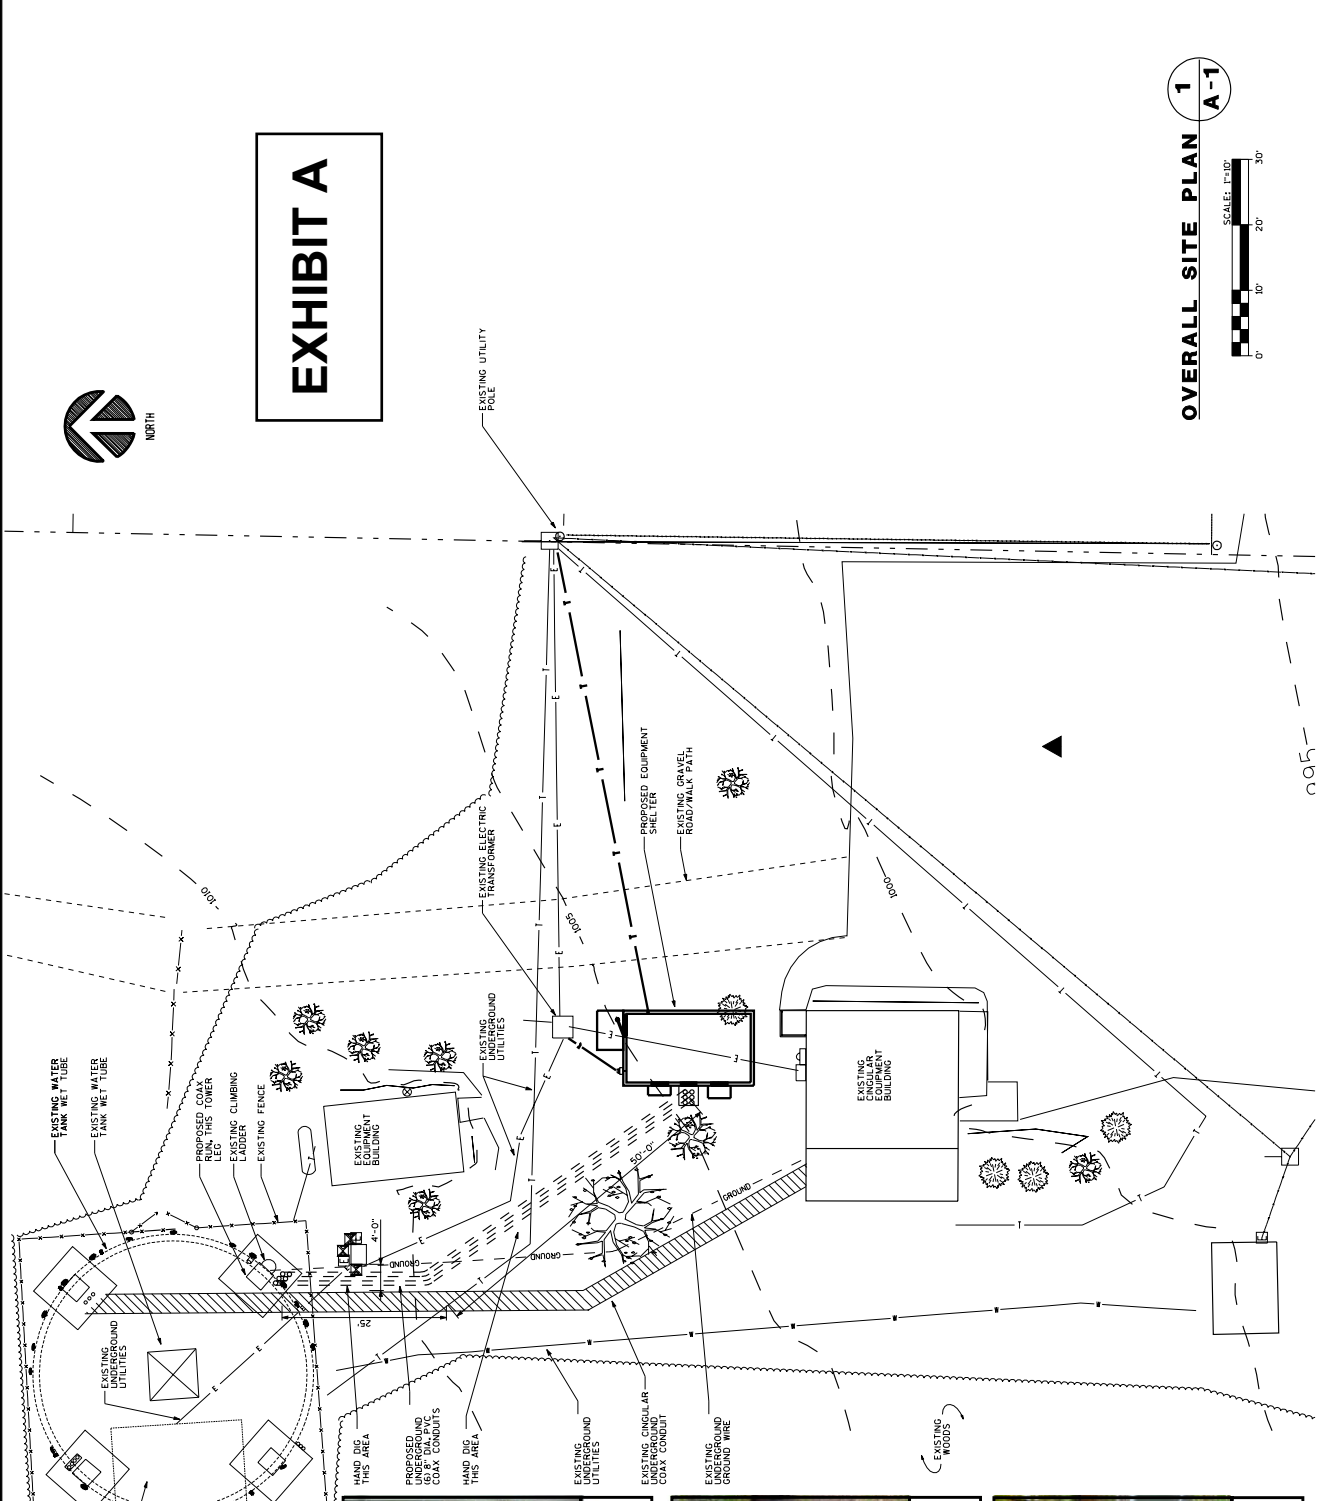 EXHIBIT A
1
A-1
OVERALL SITE PLAN
SCALE: 1"=10'
0'
10'
20'
30'
NORTH
EXISTING UTILITY
POLE
PROPOSED EQUIPMENT
SHELTER
EXISTING GRAVEL
ROAD/WALK PATH
EXISTING ELECTRIC
TRANSFORMER
EXISTING
UNDERGROUND
UTILITIES
EXISTING WATER
TANK WET TUBE
EXISTING WATER
TANK WET TUBE
PROPOSED COAX
RUN, THIS TOWER
LEG
EXISTING CLIMBING
LADDER
EXISTING FENCE
EXISTING
EQUIPMENT
BUILDING
EXISTING
CINGULAR
EQUIPMENT
BUILDING
1010
1005
1000
995
50'-0"
4'-0"
25'
GROUND
GROUND
GROUND
EXISTING
UNDERGROUND
UTILITIES
HAND DIG
THIS AREA
PROPOSED
UNDERGROUND
(6) 8" DIA. PVC
COAX CONDUITS
HAND DIG
THIS AREA
EXISTING
UNDERGROUND
UTILITIES
EXISTING CINGULAR
UNDERGROUND
COAX CONDUIT
EXISTING
UNDERGROUND
GROUND WIRE
EXISTING
WOODS